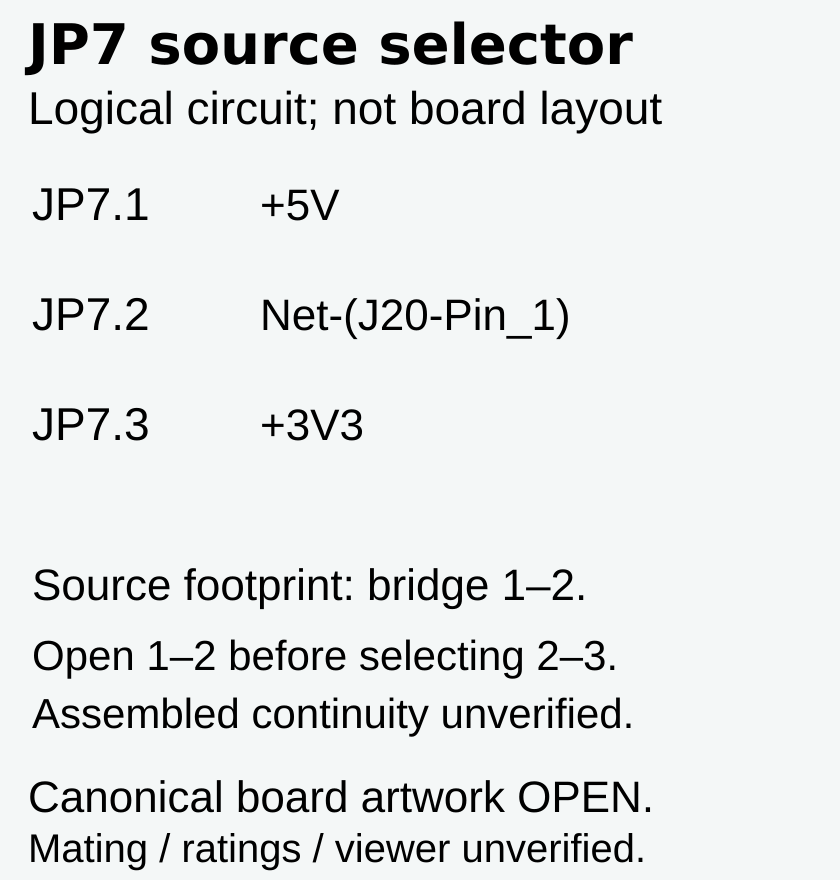 JP7 source selector
Logical circuit; not board layout
JP7.1 +5V
JP7.2 Net-(J20-Pin_1)
JP7.3 +3V3
Source footprint: bridge 1–2.
Open 1–2 before selecting 2–3.
Assembled continuity unverified.
Canonical board artwork OPEN.
Mating / ratings / viewer unverified.